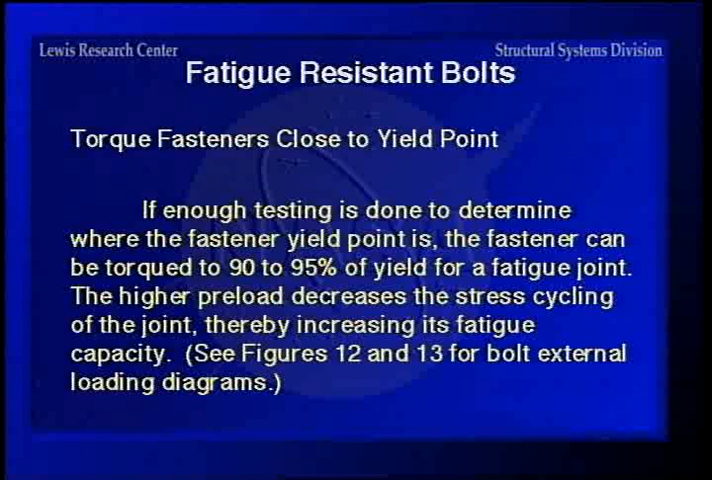 Lewis Research Center
Structural Systems Division
Fatigue Resistant Bolts
Torque Fasteners Close to Yield Point
If enough testing is done to determine
where the fastener yield point is, the fastener can
be torqued to 90 to 95% of yield for a fatigue joint.
The higher preload decreases the stress cycling
of the joint, thereby increasing its fatigue
capacity. (See Figures 12 and 13 for bolt external
loading diagrams.)